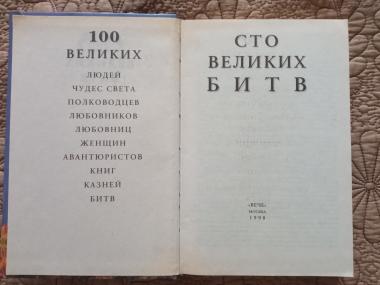 100
ВЕЛИКИХ
ЛЮДЕЙ
ЧУДЕС СВЕТА
ПОЛКОВОДЦЕВ
ЛЮБОВНИКОВ
ЛЮБОВНИЦ
ЖЕНЩИН
АВАНТЮРИСТОВ
КНИГ
КАЗНЕЙ
БИТВ
СТО
ВЕЛИКИХ
БИТВ
«ВЕЧЕ»
МОСКВА
1998